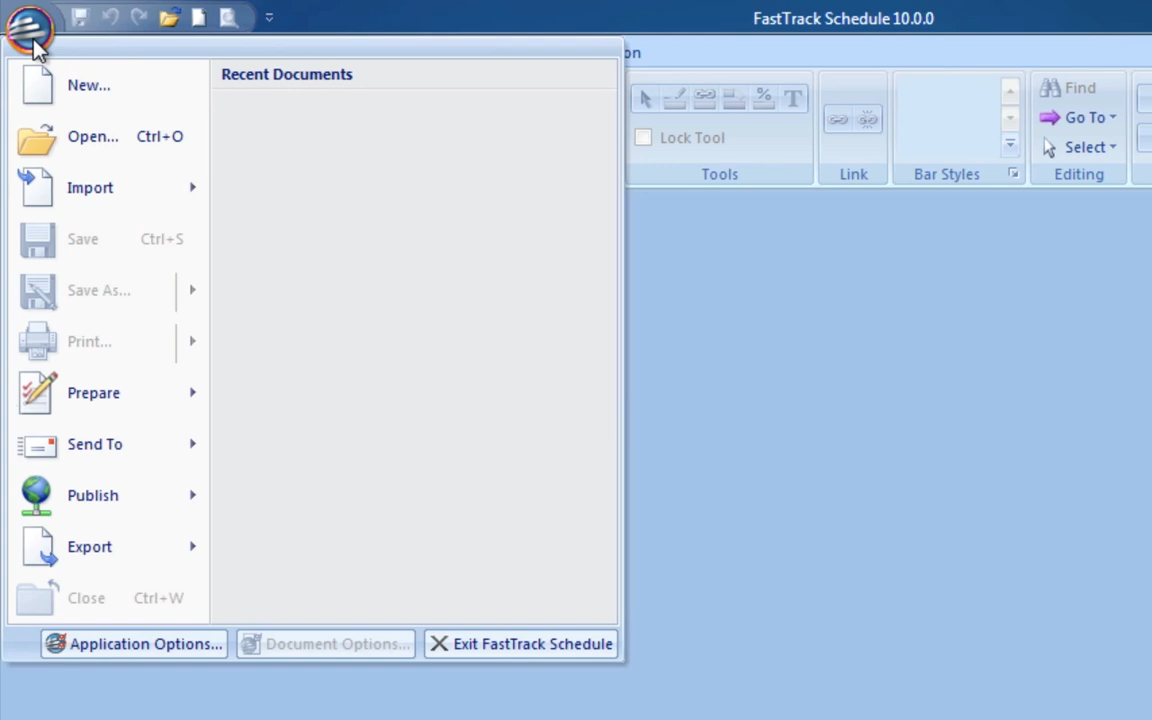 FastTrack Schedule 10.0.0
on
New...
Recent Documents
Open... Ctrl+O
Import
Save Ctrl+S
Save As...
Print...
Prepare
Send To
Publish
Export
Close Ctrl+W
Application Options...
Document Options...
Exit FastTrack Schedule
% T
Lock Tool
Tools
Link
Bar Styles
Find
Go To
Select
Editing